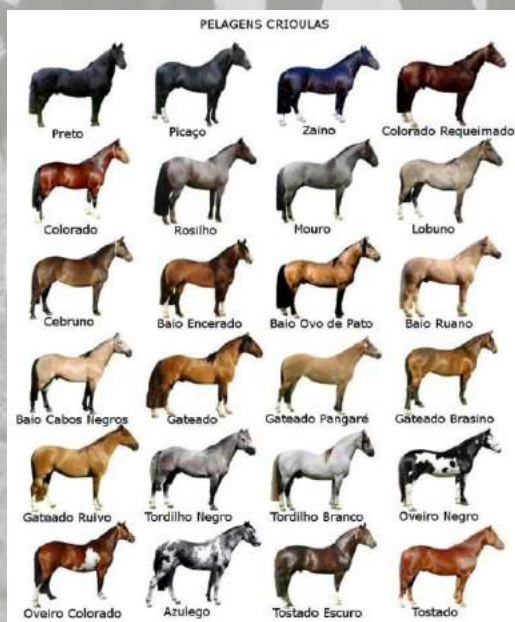 PELAGENS CRIOULAS
Preto Picaço Zaino Colorado Requeimado
Colorado Rosilho Mouro Lobuno
Cebruno Baio Encerado Baio Ovo de Pato Baio Ruano
Baio Cabos Negros Gateado Gateado Pangaré Gateado Brasino
Gateado Ruivo Tordilho Negro Tordilho Branco Oveiro Negro
Oveiro Colorado Azulego Tostado Escuro Tostado